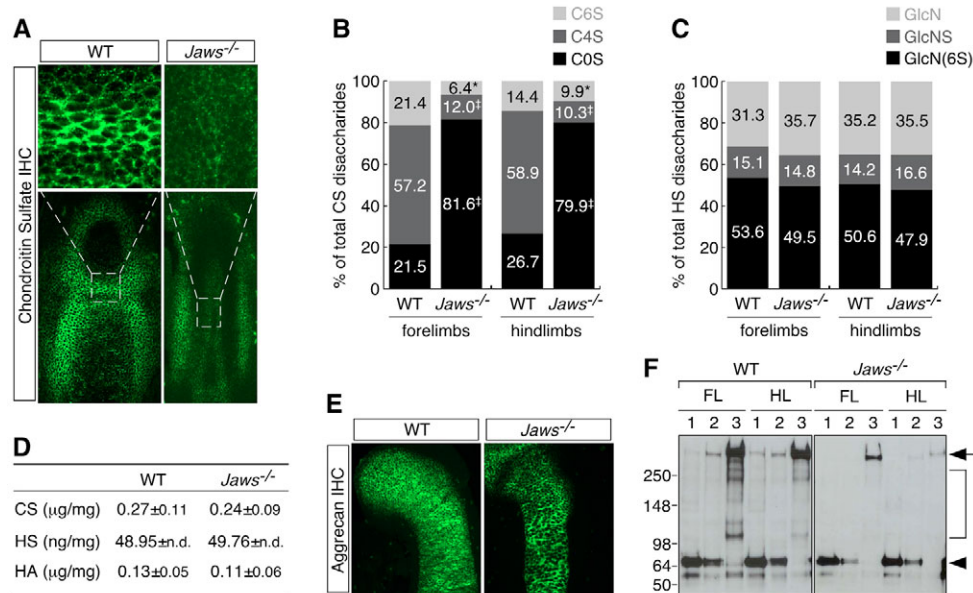 A
WT
Jaws-/-
Chondroitin Sulfate IHC
B
C6S
C4S
C0S
% of total CS disaccharides
100
80
60
40
20
0
21.4
57.2
21.5
6.4*
12.0‡
81.6‡
14.4
58.9
26.7
9.9*
10.3‡
79.9‡
WT
Jaws-/-
WT
Jaws-/-
forelimbs
hindlimbs
C
GlcN
GlcNS
GlcN(6S)
% of total HS disaccharides
100
80
60
40
20
0
31.3
15.1
53.6
35.7
14.8
49.5
35.2
14.2
50.6
35.5
16.6
47.9
WT
Jaws-/-
WT
Jaws-/-
forelimbs
hindlimbs
D
WT Jaws-/-
CS (μg/mg) 0.27±0.11 0.24±0.09
HS (ng/mg) 48.95±n.d. 49.76±n.d.
HA (μg/mg) 0.13±0.05 0.11±0.06
E
WT
Jaws-/-
Aggrecan IHC
F
WT
Jaws-/-
FL HL FL HL
1 2 3 1 2 3 1 2 3 1 2 3
250
148
98
64
50